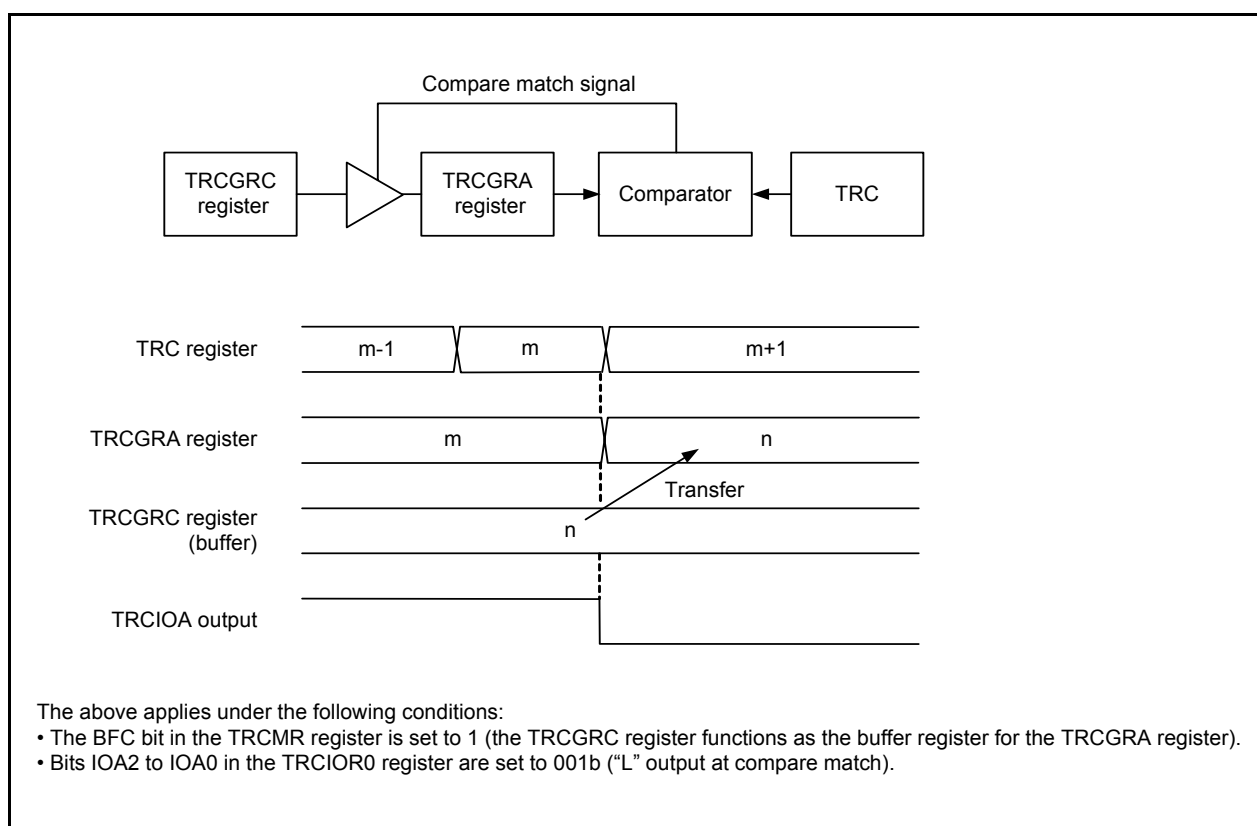 Compare match signal
TRCGRC
register
TRCGRA
register
Comparator
TRC
TRC register
m-1
m
m+1
TRCGRA register
m
n
Transfer
TRCGRC register
(buffer)
n
TRCIOA output
The above applies under the following conditions:
• The BFC bit in the TRCMR register is set to 1 (the TRCGRC register functions as the buffer register for the TRCGRA register).
• Bits IOA2 to IOA0 in the TRCIOR0 register are set to 001b (“L” output at compare match).